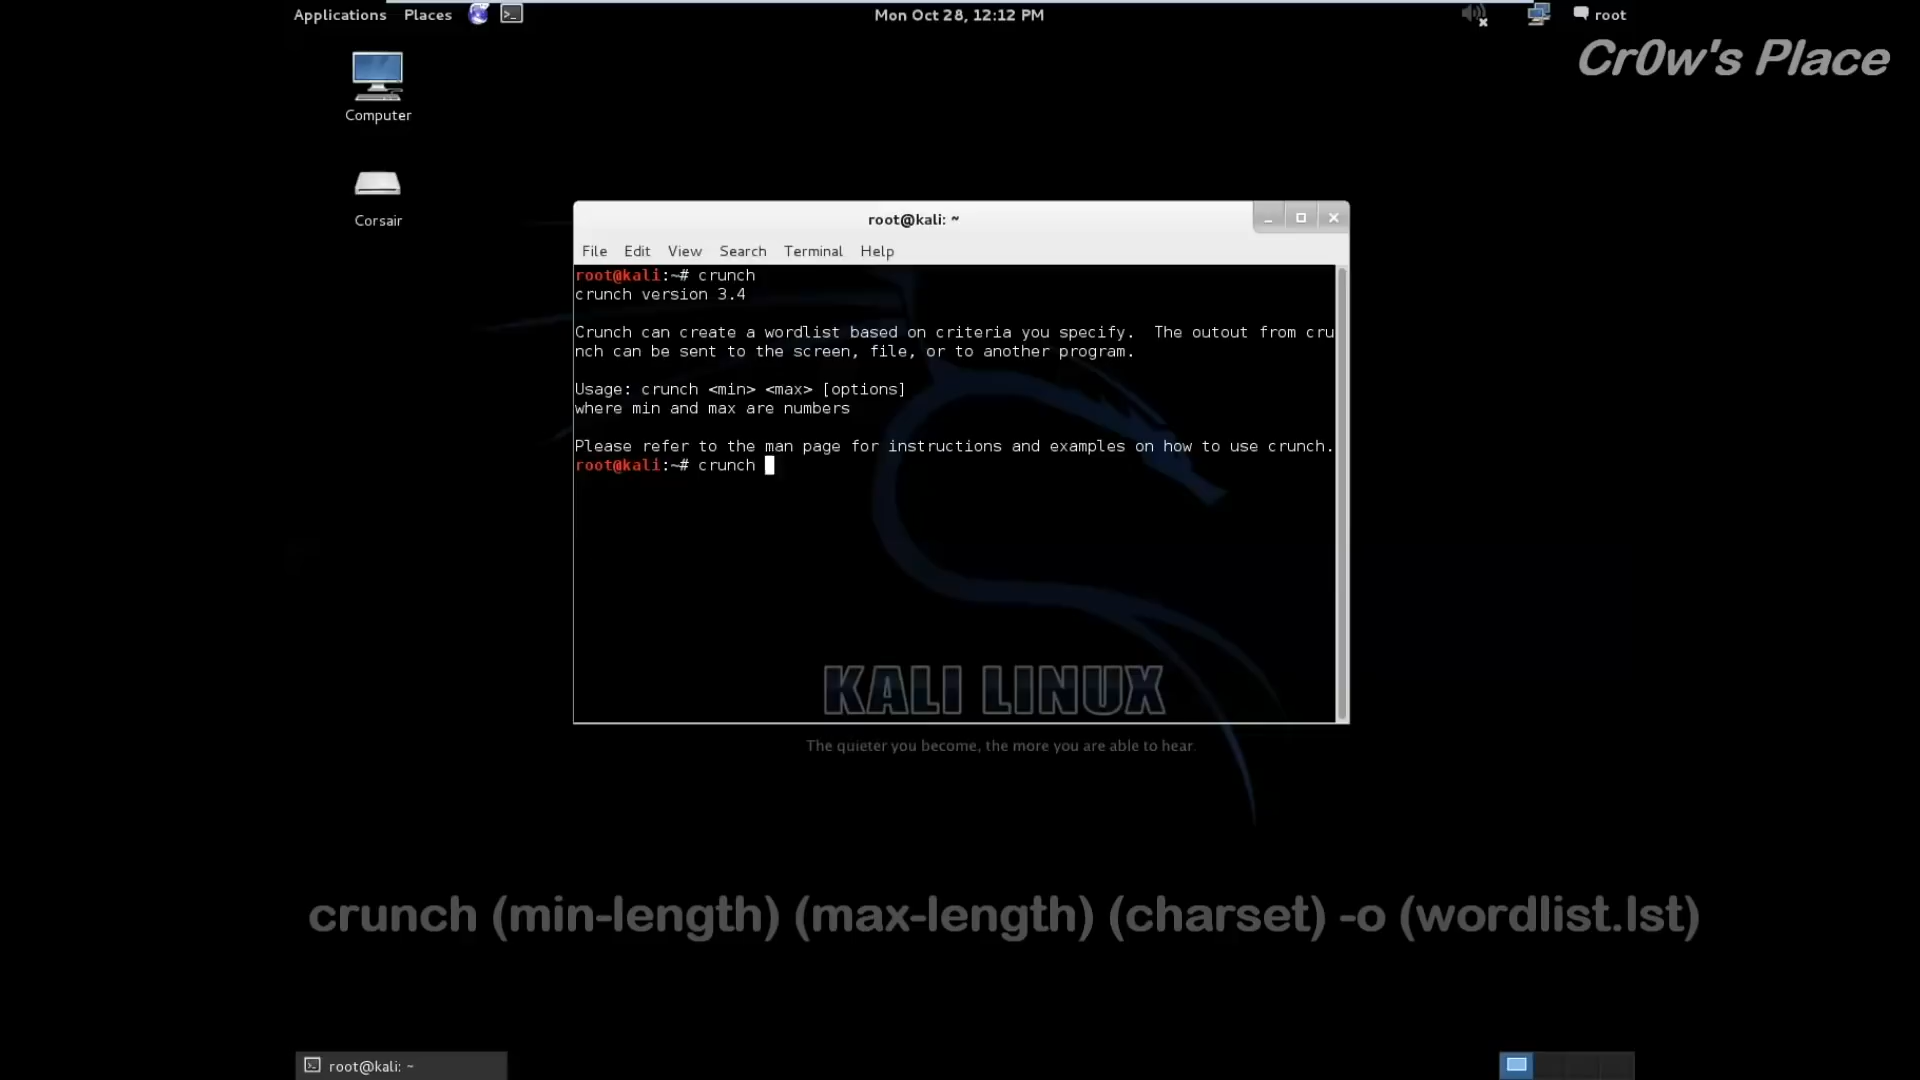 Applications Places Mon Oct 28, 12:12 PM root
Cr0w's Place
Computer
Corsair
root@kali: ~
File Edit View Search Terminal Help
root@kali:~# crunch
crunch version 3.4
Crunch can create a wordlist based on criteria you specify.  The outout from cru
nch can be sent to the screen, file, or to another program.
Usage: crunch <min> <max> [options]
where min and max are numbers
Please refer to the man page for instructions and examples on how to use crunch.
root@kali:~# crunch
KALI LINUX
The quieter you become, the more you are able to hear.
crunch (min-length) (max-length) (charset) -o (wordlist.lst)
root@kali: ~